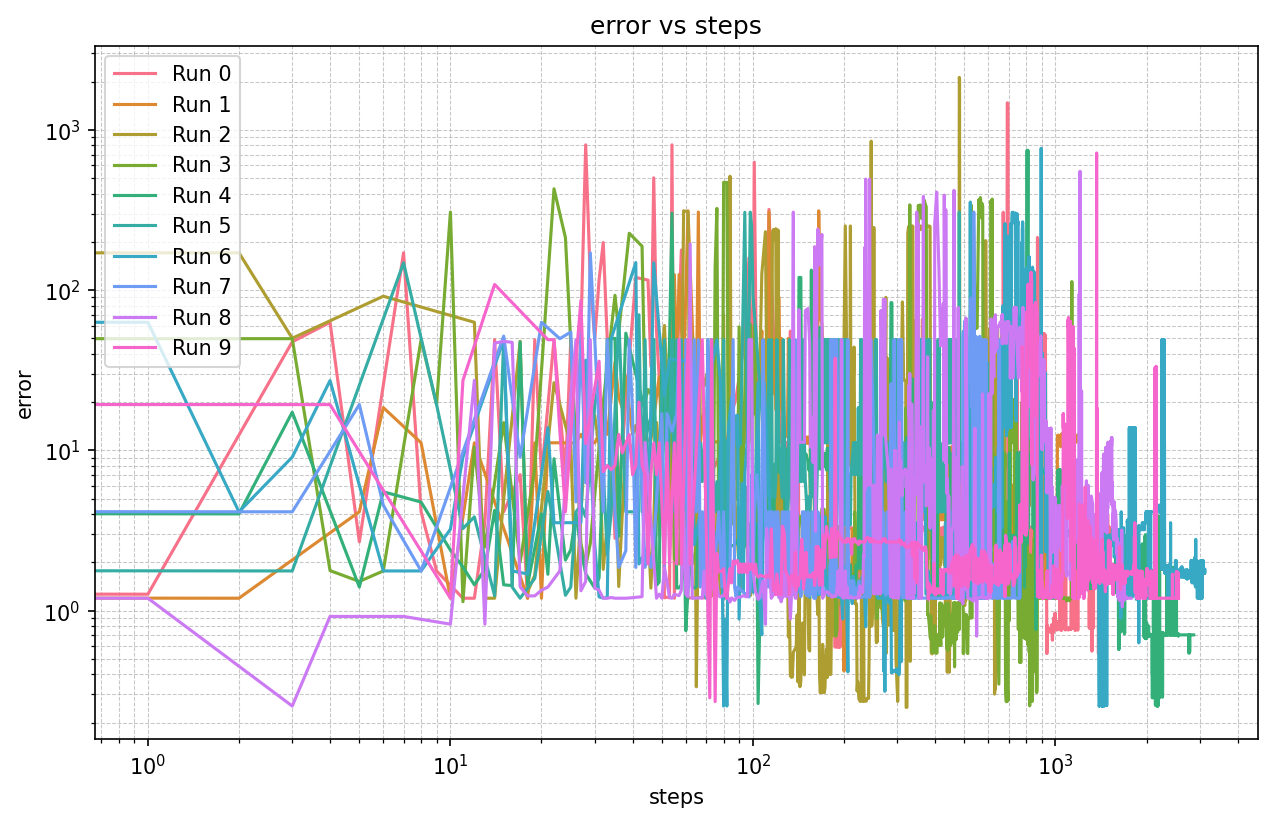 error vs steps
error
10³
10²
10¹
10⁰
Run 0
Run 1
Run 2
Run 3
Run 4
Run 5
Run 6
Run 7
Run 8
Run 9
10⁰ 10¹ 10² 10³
steps